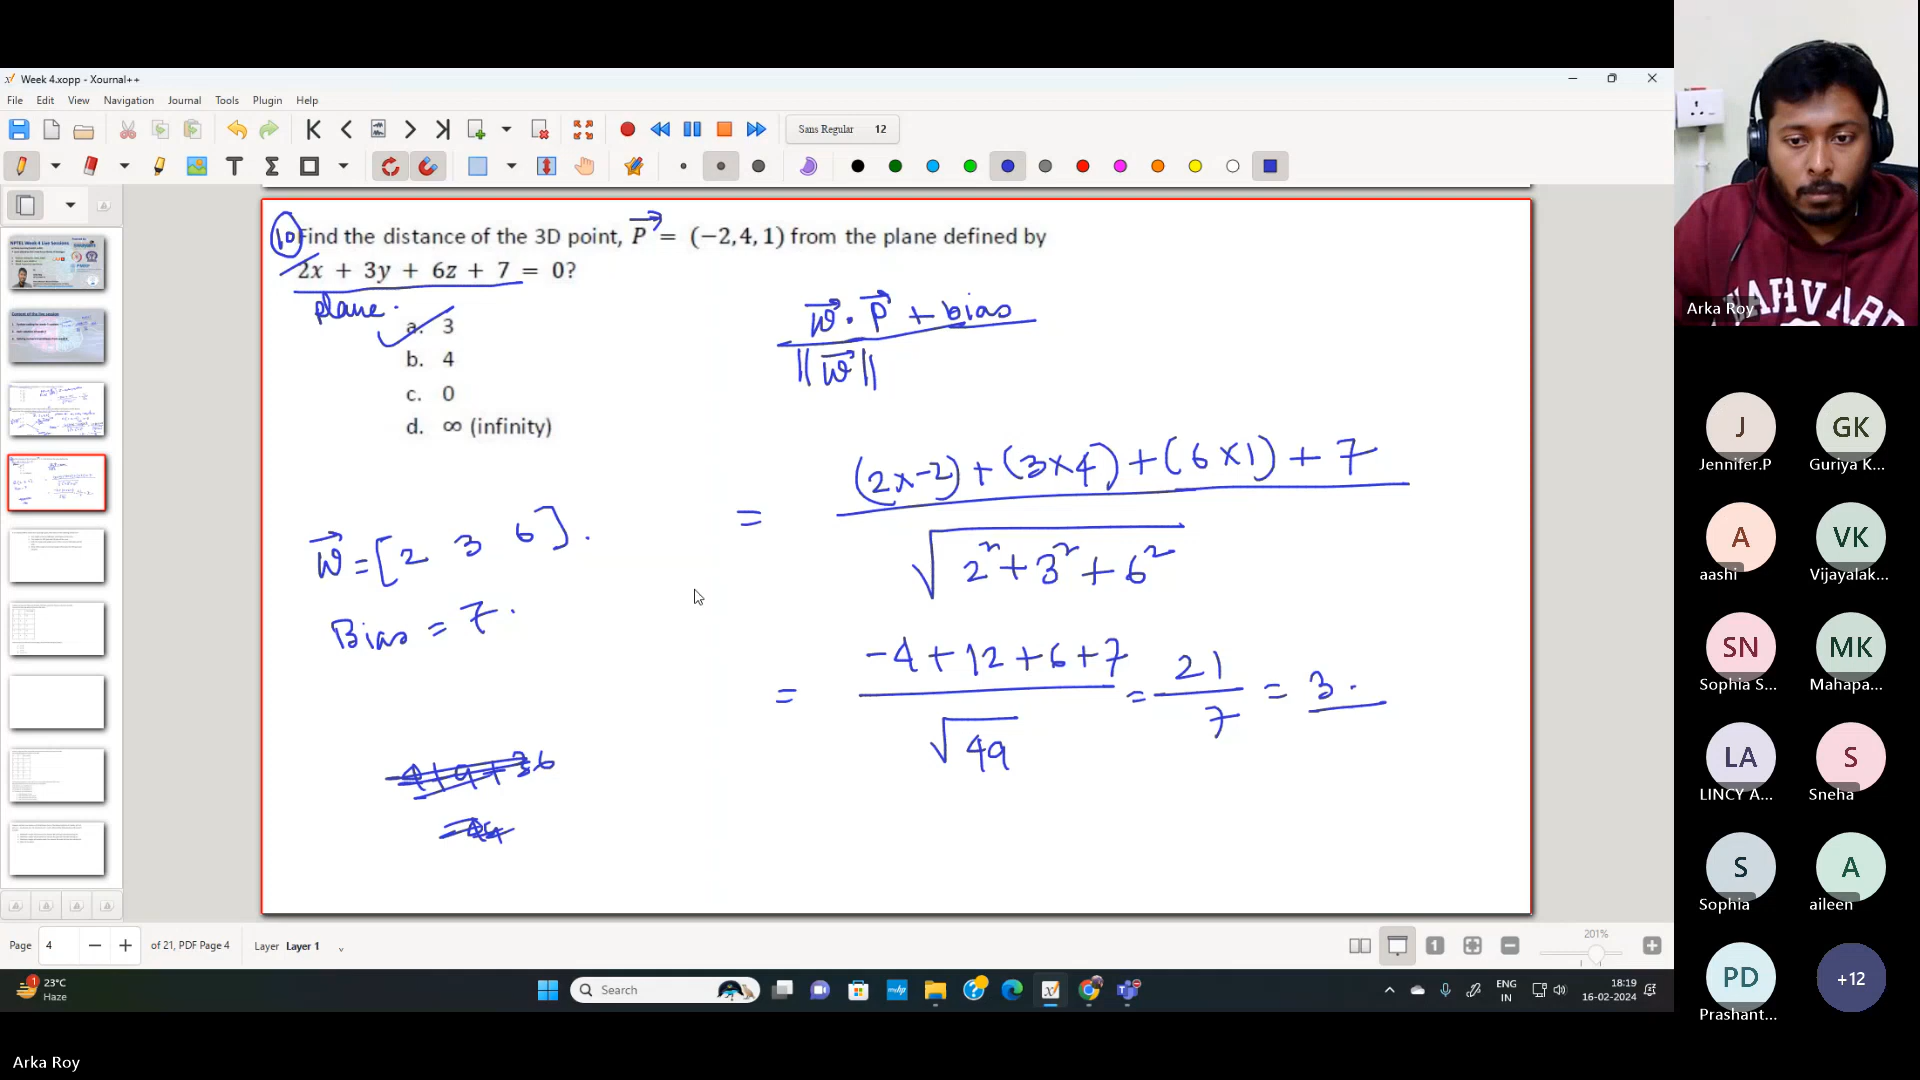 Week 4.xopp - Xournal++
File Edit View Navigation Journal Tools Plugin Help
Sans Regular 12
10 Find the distance of the 3D point, P = (−2, 4, 1) from the plane defined by
2x + 3y + 6z + 7 = 0?
plane.
a. 3
b. 4
c. 0
d. ∞ (infinity)
w · P + bias
||w||
= (2x-2) + (3x4) + (6x1) + 7
√2² + 3² + 6²
w = [2 3 6].
Bias = 7.
= -4 + 12 + 6 + 7 = 21 = 3.
√49 7
Arka Roy
HARVARD
J Jennifer.P
GK Guriya K...
A aashi
VK Vijayalak...
SN Sophia S...
MK Mahapa...
LA LINCY A...
S Sneha
S Sophia
A aileen
PD Prashant...
+12
Page 4 of 21, PDF Page 4 Layer Layer 1
201%
23°C
Haze
Search
ENG
IN
18:19
16-02-2024
Arka Roy